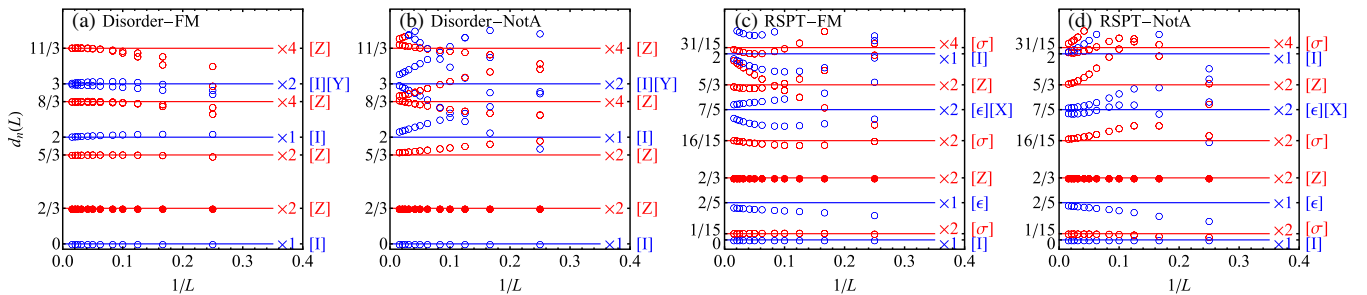 (a) Disorder−FM
d_n(L)
11/3
3
8/3
2
5/3
2/3
0
×4 [Z]
×2 [I][Y]
×4 [Z]
×1 [I]
×2 [Z]
×2 [Z]
×1 [I]
0.0 0.1 0.2 0.3 0.4
1/L
(b) Disorder−NotA
11/3
3
8/3
2
5/3
2/3
0
×4 [Z]
×2 [I][Y]
×4 [Z]
×1 [I]
×2 [Z]
×2 [Z]
×1 [I]
0.0 0.1 0.2 0.3 0.4
1/L
(c) RSPT−FM
31/15
2
5/3
7/5
16/15
2/3
2/5
1/15
0
×4 [σ]
×1 [I]
×2 [Z]
×2 [ϵ][X]
×2 [σ]
×2 [Z]
×1 [ϵ]
×2 [σ]
×1 [I]
0.0 0.1 0.2 0.3 0.4
1/L
(d) RSPT−NotA
31/15
2
5/3
7/5
16/15
2/3
2/5
1/15
0
×4 [σ]
×1 [I]
×2 [Z]
×2 [ϵ][X]
×2 [σ]
×2 [Z]
×1 [ϵ]
×2 [σ]
×1 [I]
0.0 0.1 0.2 0.3 0.4
1/L